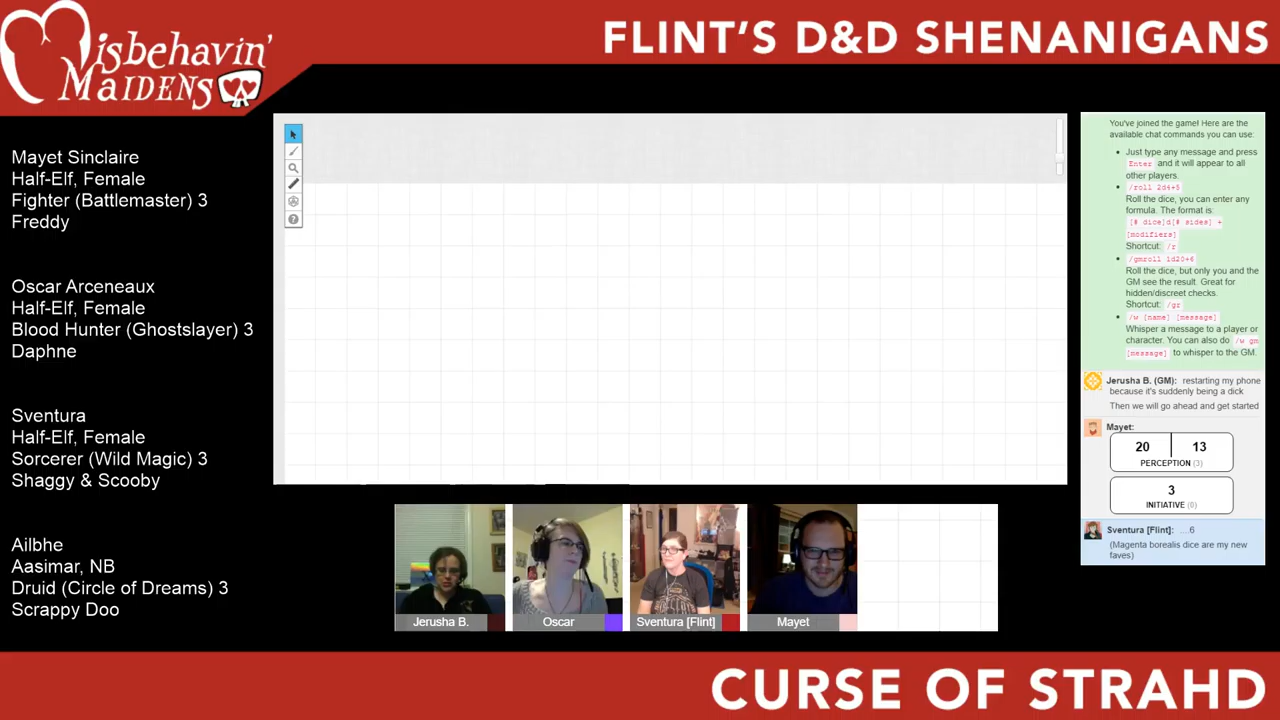 Misbehavin'
MAIDENS
FLINT'S D&D SHENANIGANS
Mayet Sinclaire
Half-Elf, Female
Fighter (Battlemaster) 3
Freddy
Oscar Arceneaux
Half-Elf, Female
Blood Hunter (Ghostslayer) 3
Daphne
Sventura
Half-Elf, Female
Sorcerer (Wild Magic) 3
Shaggy & Scooby
Ailbhe
Aasimar, NB
Druid (Circle of Dreams) 3
Scrappy Doo
You've joined the game! Here are the
available chat commands you can use:
• Just type any message and press
Enter and it will appear to all
other players.
• /roll 2d4+5
Roll the dice, you can enter any
formula. The format is:
[# dice]d[# sides] +
[modifiers]
Shortcut: /r
• /gmroll 1d20+6
Roll the dice, but only you and the
GM see the result. Great for
hidden/discreet checks.
Shortcut: /gr
• /w [name] [message]
Whisper a message to a player or
character. You can also do /w gm
[message] to whisper to the GM.
Jerusha B. (GM): restarting my phone
because it's suddenly being a dick
Then we will go ahead and get started
Mayet:
20 13
PERCEPTION (3)
3
INITIATIVE (0)
Sventura [Flint]: ...6
(Magenta borealis dice are my new
faves)
Jerusha B.
Oscar
Sventura [Flint]
Mayet
CURSE OF STRAHD